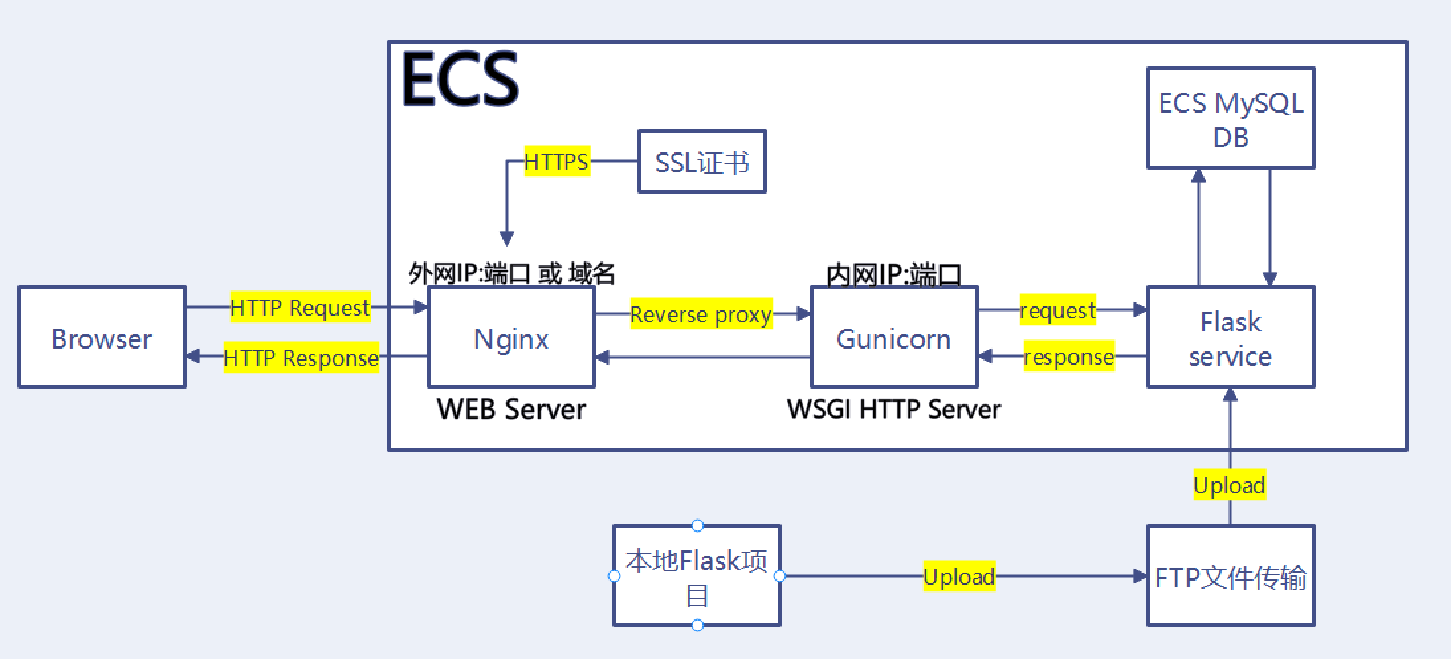 ECS
ECS MySQL
DB
HTTPS
SSL证书
外网IP:端口 或 域名
内网IP:端口
Browser
HTTP Request
HTTP Response
Nginx
Reverse proxy
Gunicorn
request
response
Flask
service
WEB Server
WSGI HTTP Server
Upload
本地Flask项
目
Upload
FTP文件传输